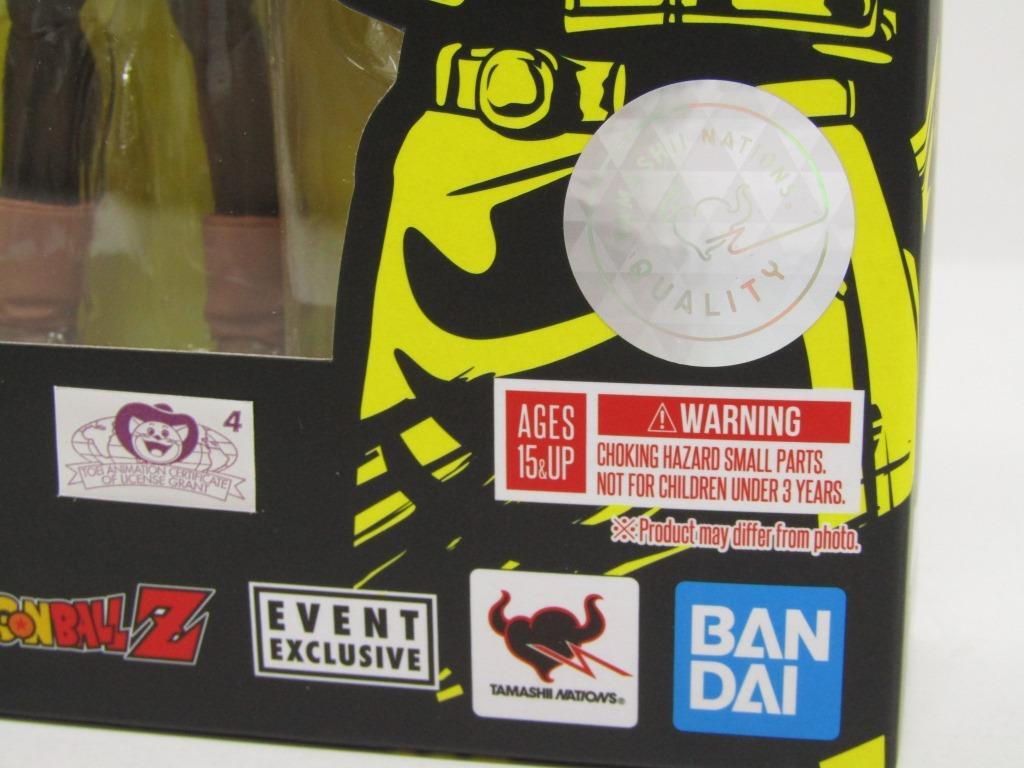 TAMASHII NATIONS
QUALITY
4
TOEI ANIMATION CERTIFICATE
OF LICENSE GRANT
AGES
15&UP
⚠WARNING
CHOKING HAZARD SMALL PARTS.
NOT FOR CHILDREN UNDER 3 YEARS.
※Product may differ from photo.
GONBALL Z
EVENT
EXCLUSIVE
TAMASHII NATIONS®
BAN
DAI